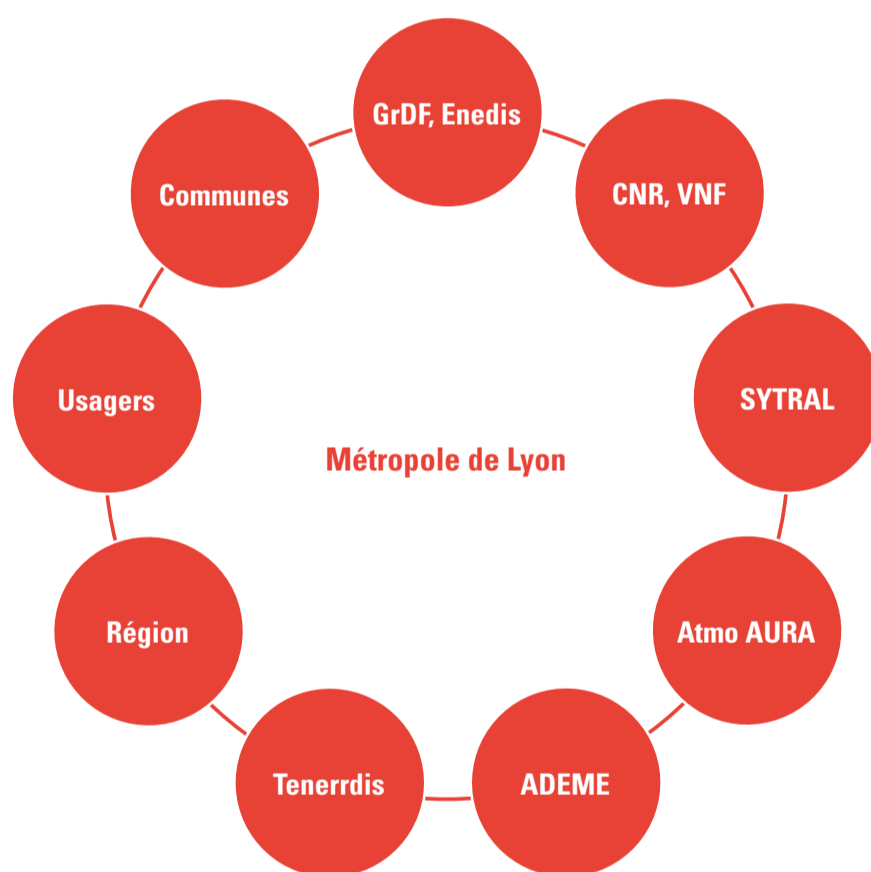 GrDF, Enedis
Communes
CNR, VNF
Usagers
SYTRAL
Métropole de Lyon
Région
Atmo AURA
Tenerrdis
ADEME